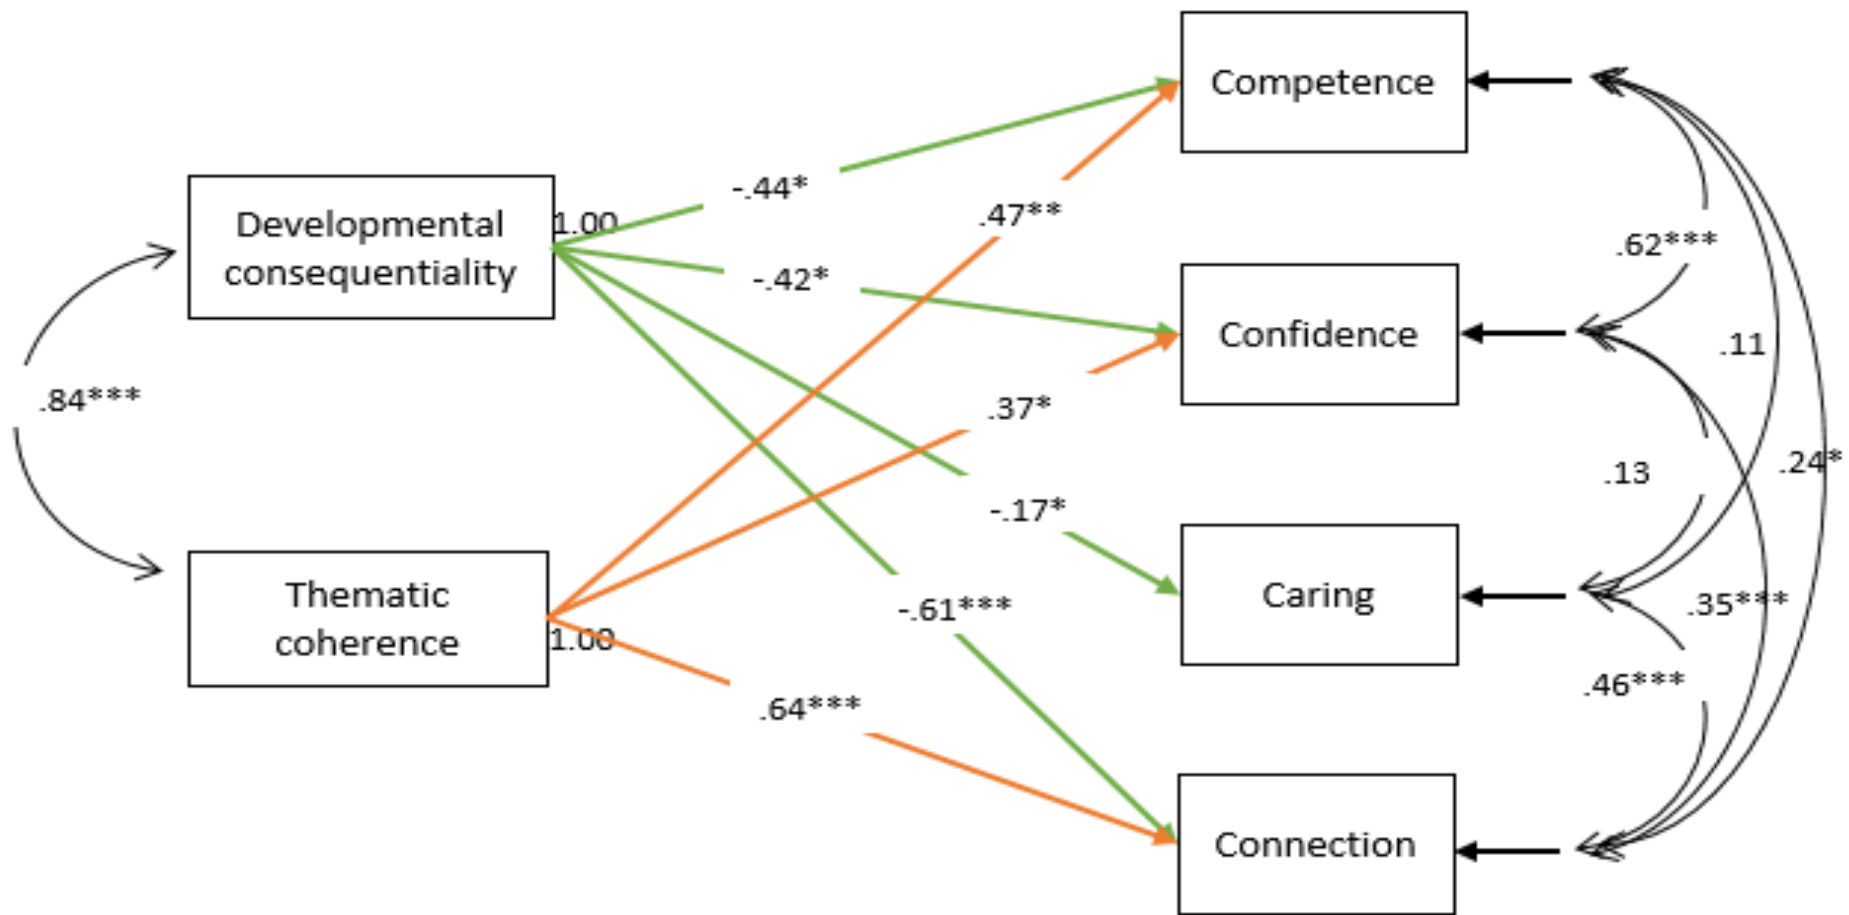 Competence
Developmental
consequentiality
1.00
-.44*
.47**
.62***
-.42*
Confidence
.11
.84***
.37*
.13
.24*
-.17*
Thematic
coherence
1.00
Caring
-.61***
.35***
.64***
.46***
Connection